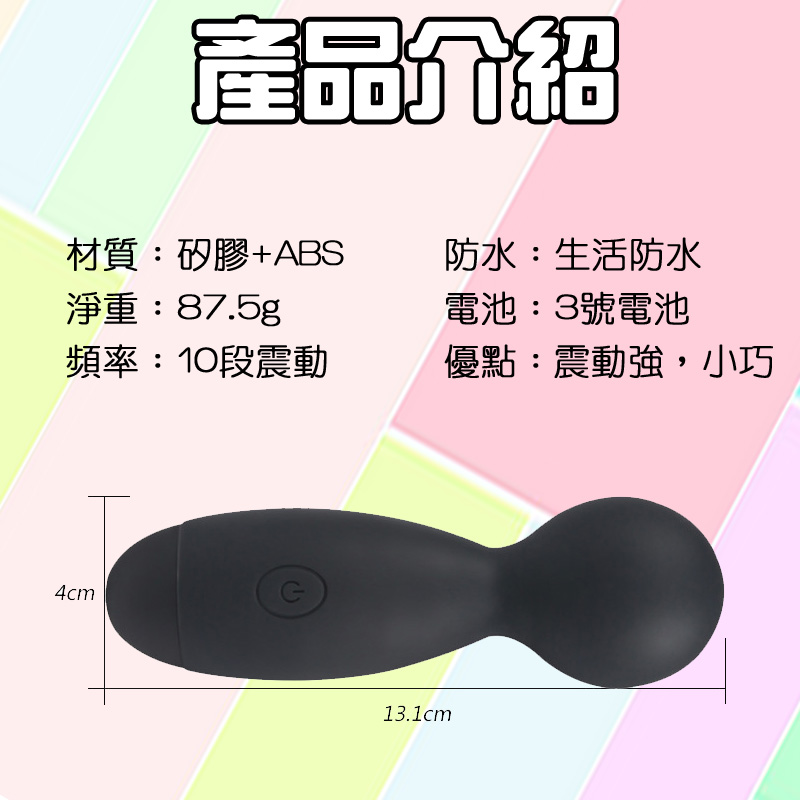 產品介紹
材質：矽膠+ABS
淨重：87.5g
頻率：10段震動
防水：生活防水
電池：3號電池
優點：震動強，小巧
4cm
13.1cm